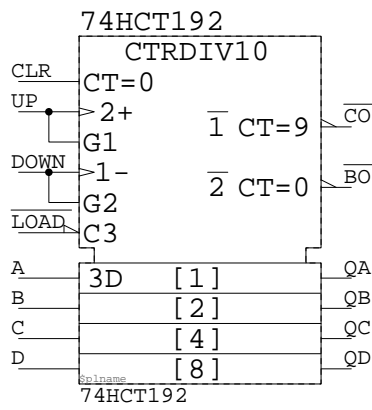 74HCT192
CTRDIV10
CLR CT=0
UP 2+ 1 CT=9 CO
G1
DOWN 1- 2 CT=0 BO
G2
LOAD C3
A 3D [1] QA
B [2] QB
C [4] QC
D [8] QD
$plname
74HCT192